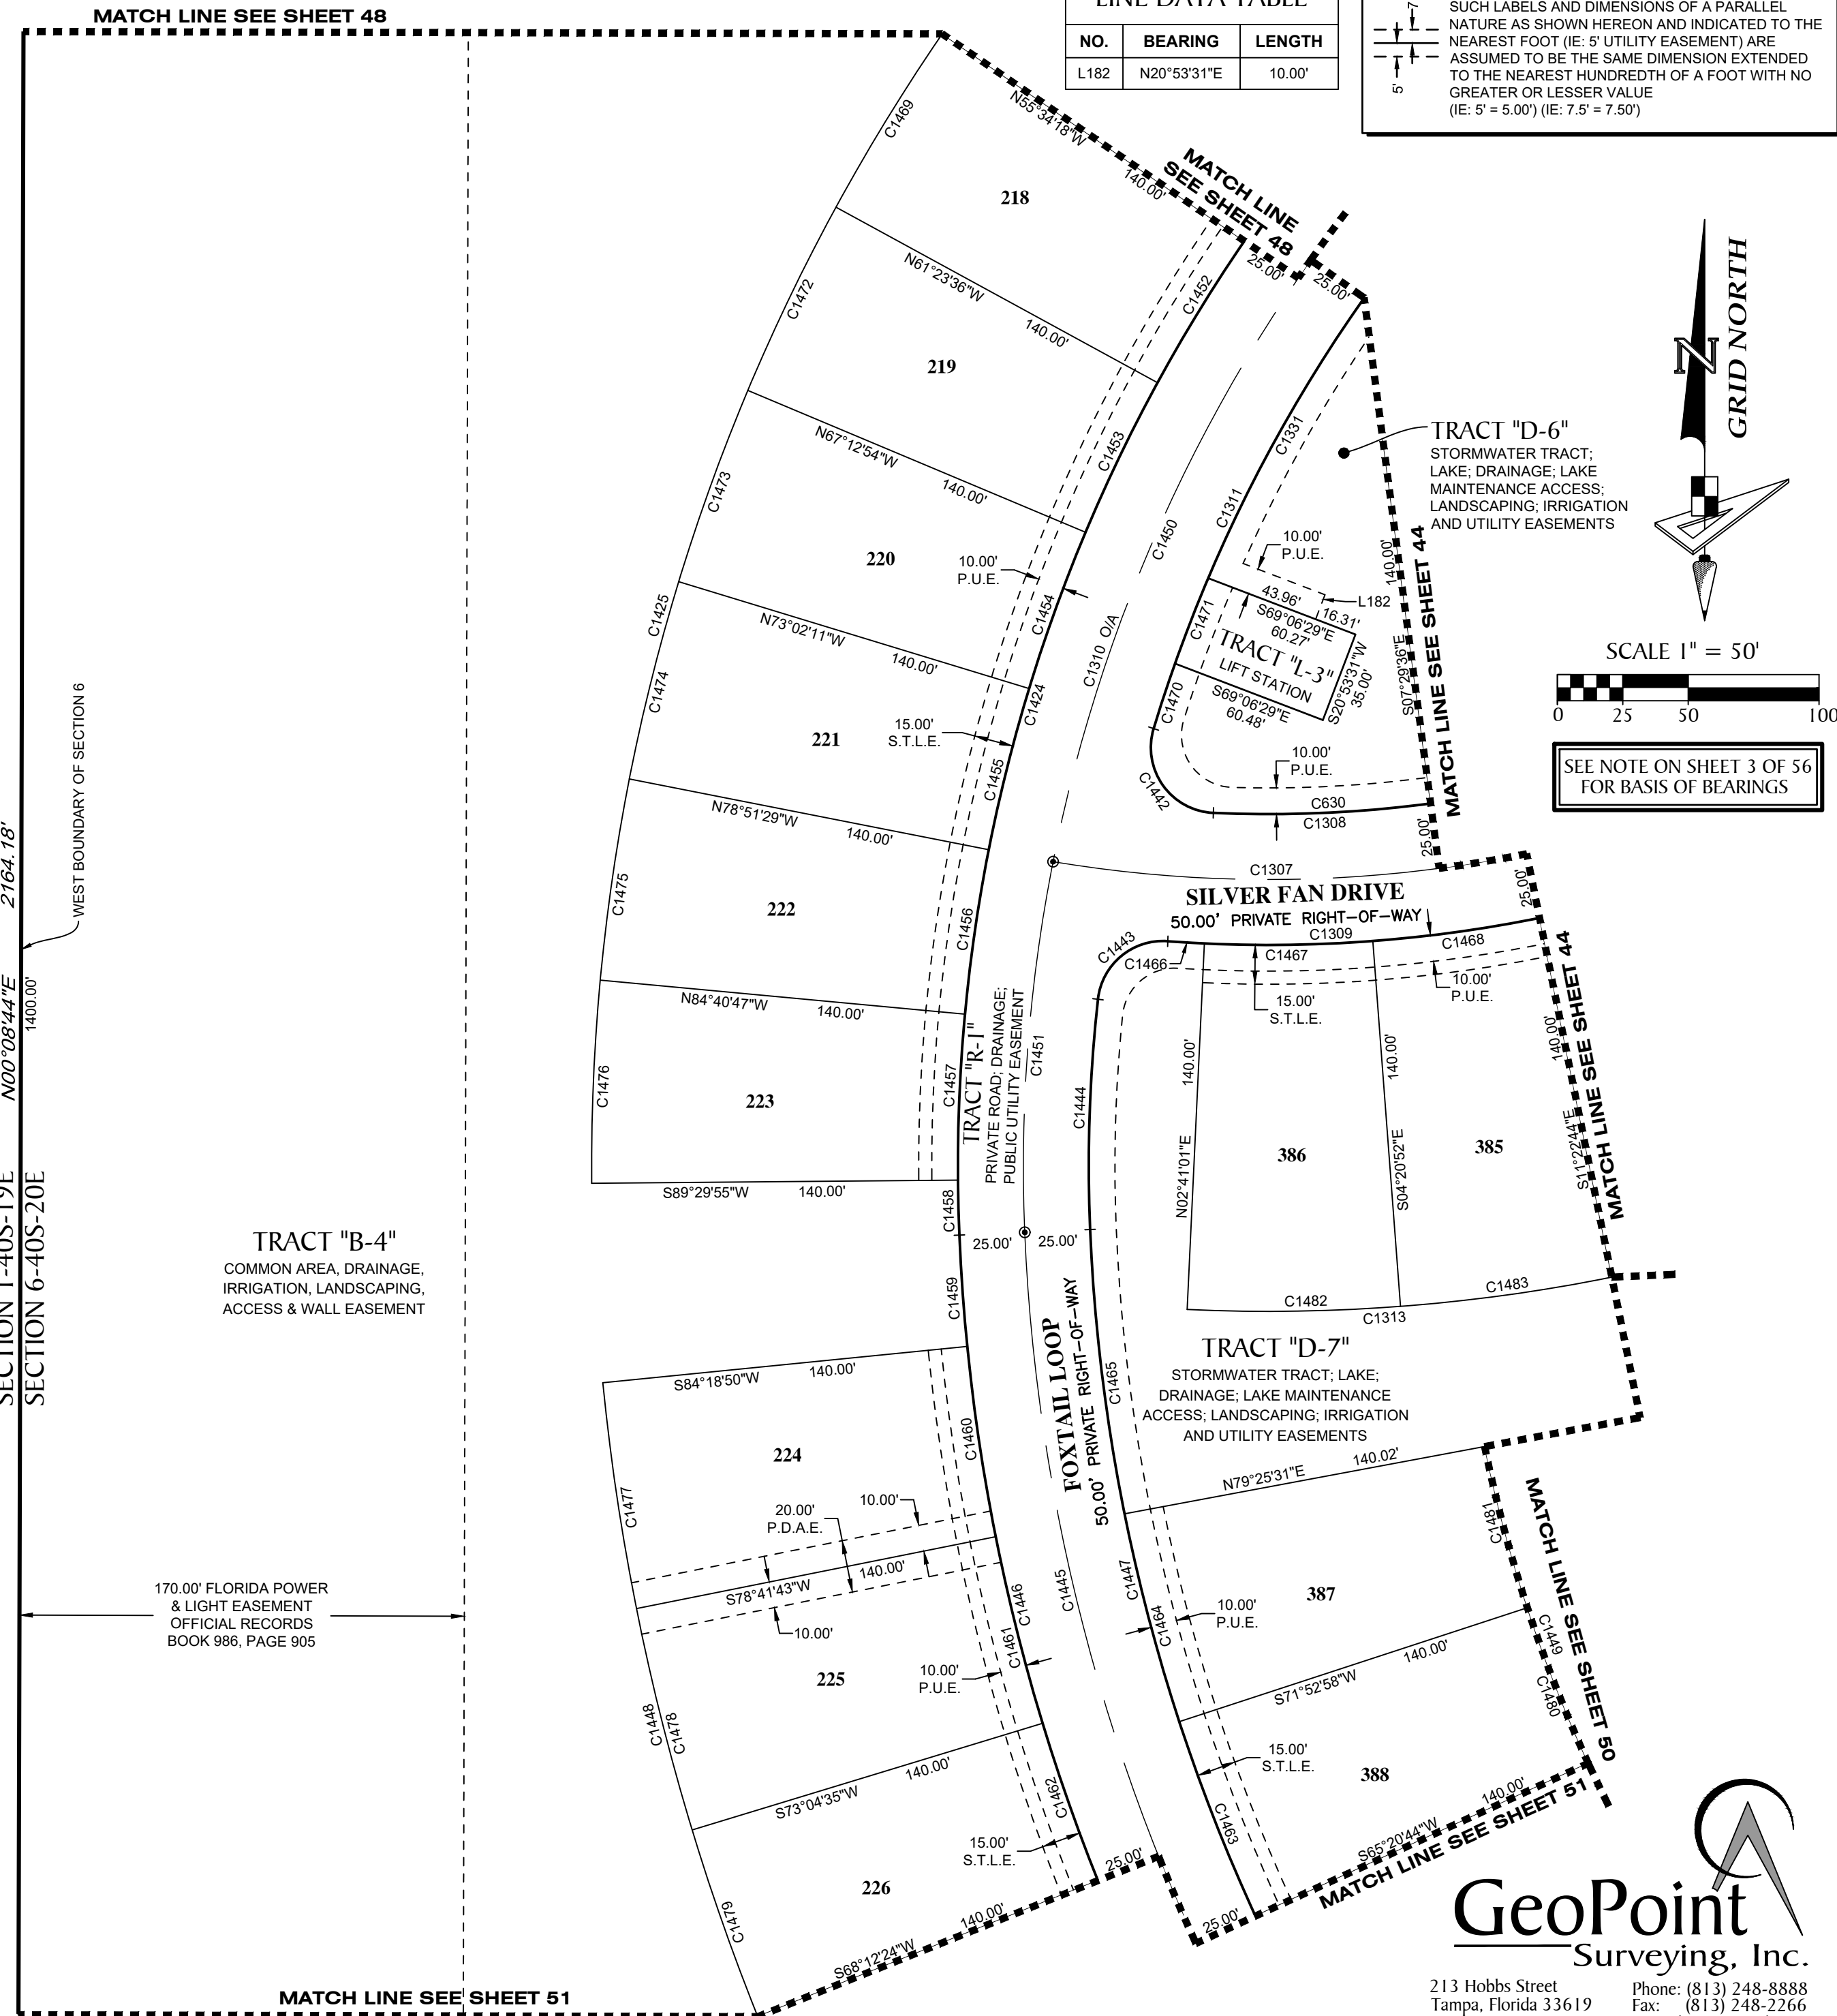 MATCH LINE SEE SHEET 48
LINE DATA TABLE
NO. BEARING LENGTH
L182 N20°53'31"E 10.00'
5'
SUCH LABELS AND DIMENSIONS OF A PARALLEL
NATURE AS SHOWN HEREON AND INDICATED TO THE
NEAREST FOOT (IE: 5' UTILITY EASEMENT) ARE
ASSUMED TO BE THE SAME DIMENSION EXTENDED
TO THE NEAREST HUNDREDTH OF A FOOT WITH NO
GREATER OR LESSER VALUE
(IE: 5' = 5.00') (IE: 7.5' = 7.50')
N55°34'18"W
140.00'
MATCH LINE
SEE SHEET 48
25.00'
25.00'
C1469
218
C1452
N61°23'36"W
140.00'
C1472
219
C1453
N67°12'54"W
140.00'
C1473
220
10.00'
P.U.E.
C1454
C1450
C1331
C1311
C1425
N73°02'11"W
140.00'
C1424
C1310 O/A
C1474
221
15.00'
S.T.L.E.
C1455
N78°51'29"W
140.00'
C1475
222
C1456
N84°40'47"W
140.00'
C1476
223
C1457
S89°29'55"W
140.00'
C1458
TRACT "D-6"
STORMWATER TRACT;
LAKE; DRAINAGE; LAKE
MAINTENANCE ACCESS;
LANDSCAPING; IRRIGATION
AND UTILITY EASEMENTS
N
GRID NORTH
SCALE 1" = 50'
0 25 50 100
SEE NOTE ON SHEET 3 OF 56
FOR BASIS OF BEARINGS
10.00'
P.U.E.
L182
43.96'
16.31'
S69°06'29"E
60.27'
TRACT "L-3"
LIFT STATION
S20°53'31"W
35.00'
S69°06'29"E
60.48'
C1471
C1470
C1442
10.00'
P.U.E.
C630
C1308
140.00'
S07°29'36"E
MATCH LINE SEE SHEET 44
25.00'
C1307
SILVER FAN DRIVE
50.00' PRIVATE RIGHT-OF-WAY
C1309
25.00'
C1443
C1466
C1467
C1468
15.00'
S.T.L.E.
10.00'
P.U.E.
140.00'
S11°22'44"E
MATCH LINE SEE SHEET 44
TRACT "R-1"
PRIVATE ROAD; DRAINAGE;
PUBLIC UTILITY EASEMENT
C1451
C1444
140.00'
N02°41'01"E
386
140.00'
S04°20'52"E
385
C1482
C1483
C1313
2164.18'
N00°08'44"E
1400.00'
WEST BOUNDARY OF SECTION 6
SECTION 1-40S-19E
SECTION 6-40S-20E
TRACT "B-4"
COMMON AREA, DRAINAGE,
IRRIGATION, LANDSCAPING,
ACCESS & WALL EASEMENT
25.00'
25.00'
C1459
FOXTAIL LOOP
50.00' PRIVATE RIGHT-OF-WAY
C1465
TRACT "D-7"
STORMWATER TRACT; LAKE;
DRAINAGE; LAKE MAINTENANCE
ACCESS; LANDSCAPING; IRRIGATION
AND UTILITY EASEMENTS
S84°18'50"W
140.00'
C1460
224
C1477
20.00'
P.D.A.E.
10.00'
S78°41'43"W
140.00'
10.00'
C1446
C1445
C1447
C1461
C1448
C1478
225
10.00'
P.U.E.
S73°04'35"W
140.00'
C1462
15.00'
S.T.L.E.
226
C1479
S68°12'24"W
140.00'
25.00'
N79°25'31"E
140.02'
C1481
387
C1464
10.00'
P.U.E.
C1449
C1480
S71°52'58"W
140.00'
MATCH LINE SEE SHEET 50
15.00'
S.T.L.E.
388
C1463
S65°20'44"W
140.00'
MATCH LINE SEE SHEET 51
25.00'
170.00' FLORIDA POWER
& LIGHT EASEMENT
OFFICIAL RECORDS
BOOK 986, PAGE 905
MATCH LINE SEE SHEET 51
GeoPoint
Surveying, Inc.
213 Hobbs Street Phone: (813) 248-8888
Tampa, Florida 33619 Fax: (813) 248-2266